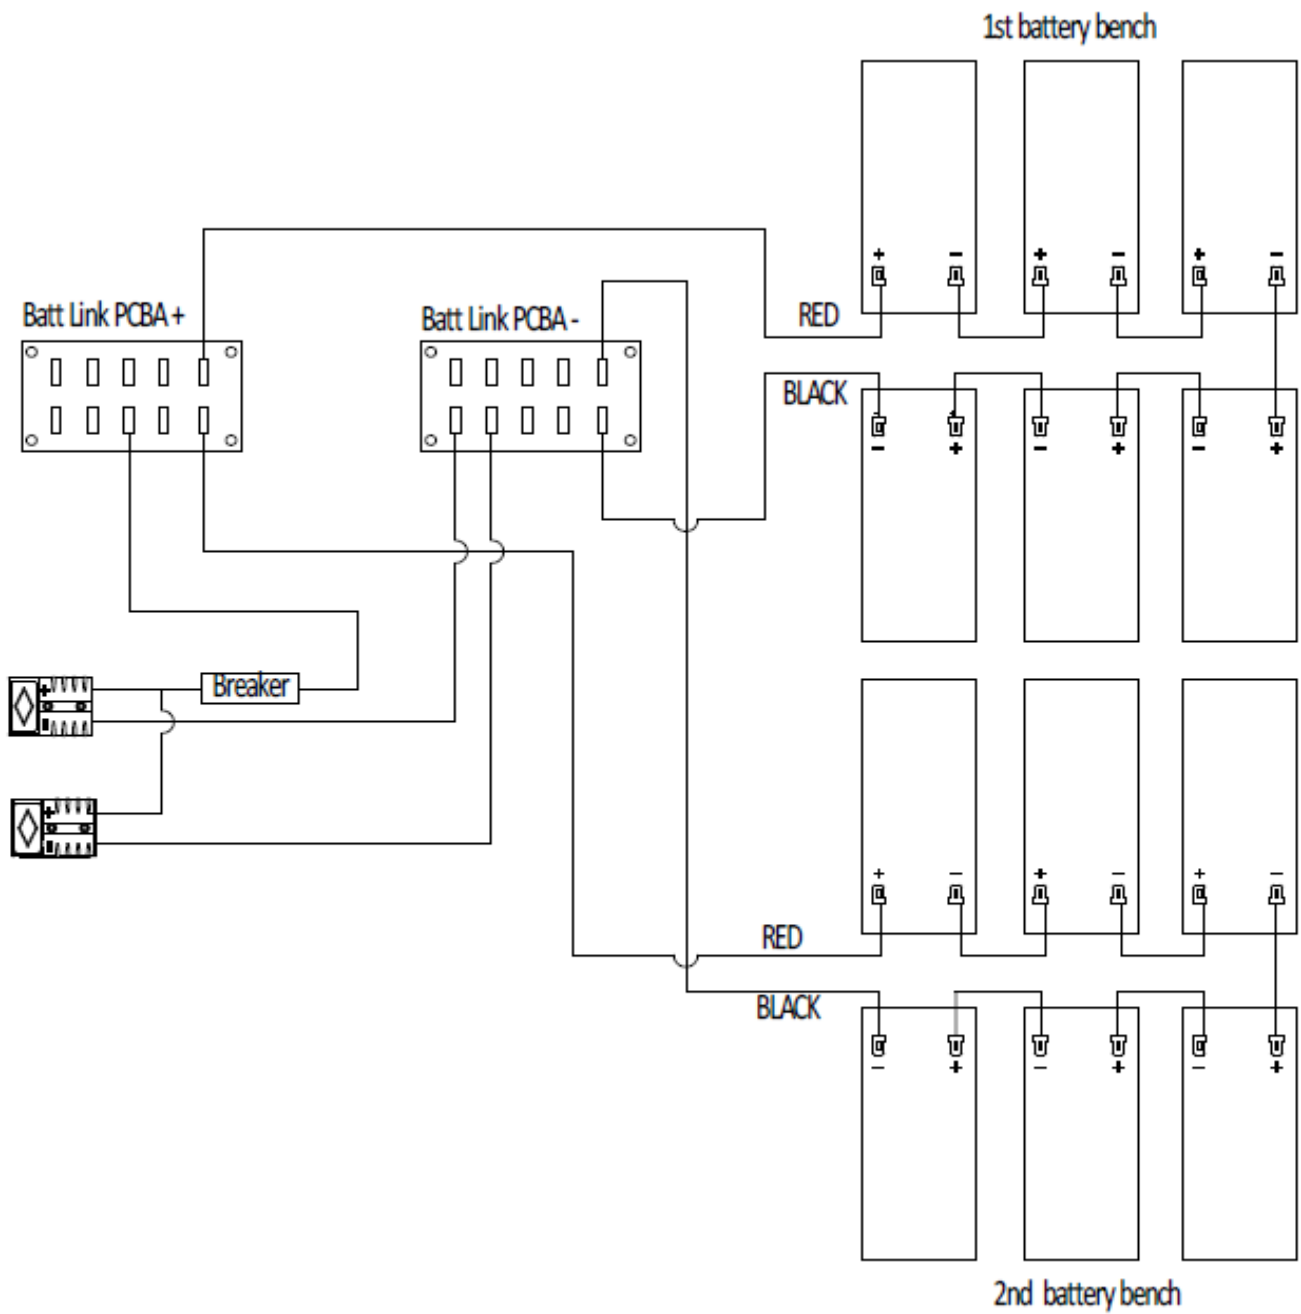 1st battery bench
+ − + − + −
Batt Link PCBA +
Batt Link PCBA -
RED
BLACK
− + − + − +
Breaker
+
+
+ − + − + −
RED
BLACK
− + − + − +
2nd battery bench